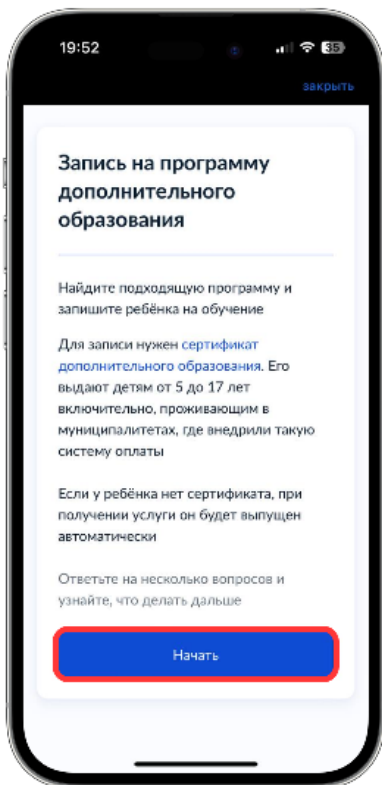 19:52
35
закрыть
Запись на программу
дополнительного
образования
Найдите подходящую программу и
запишите ребёнка на обучение
Для записи нужен сертификат
дополнительного образования. Его
выдают детям от 5 до 17 лет
включительно, проживающим в
муниципалитетах, где внедрили такую
систему оплаты
Если у ребёнка нет сертификата, при
получении услуги он будет выпущен
автоматически
Ответьте на несколько вопросов и
узнайте, что делать дальше
Начать